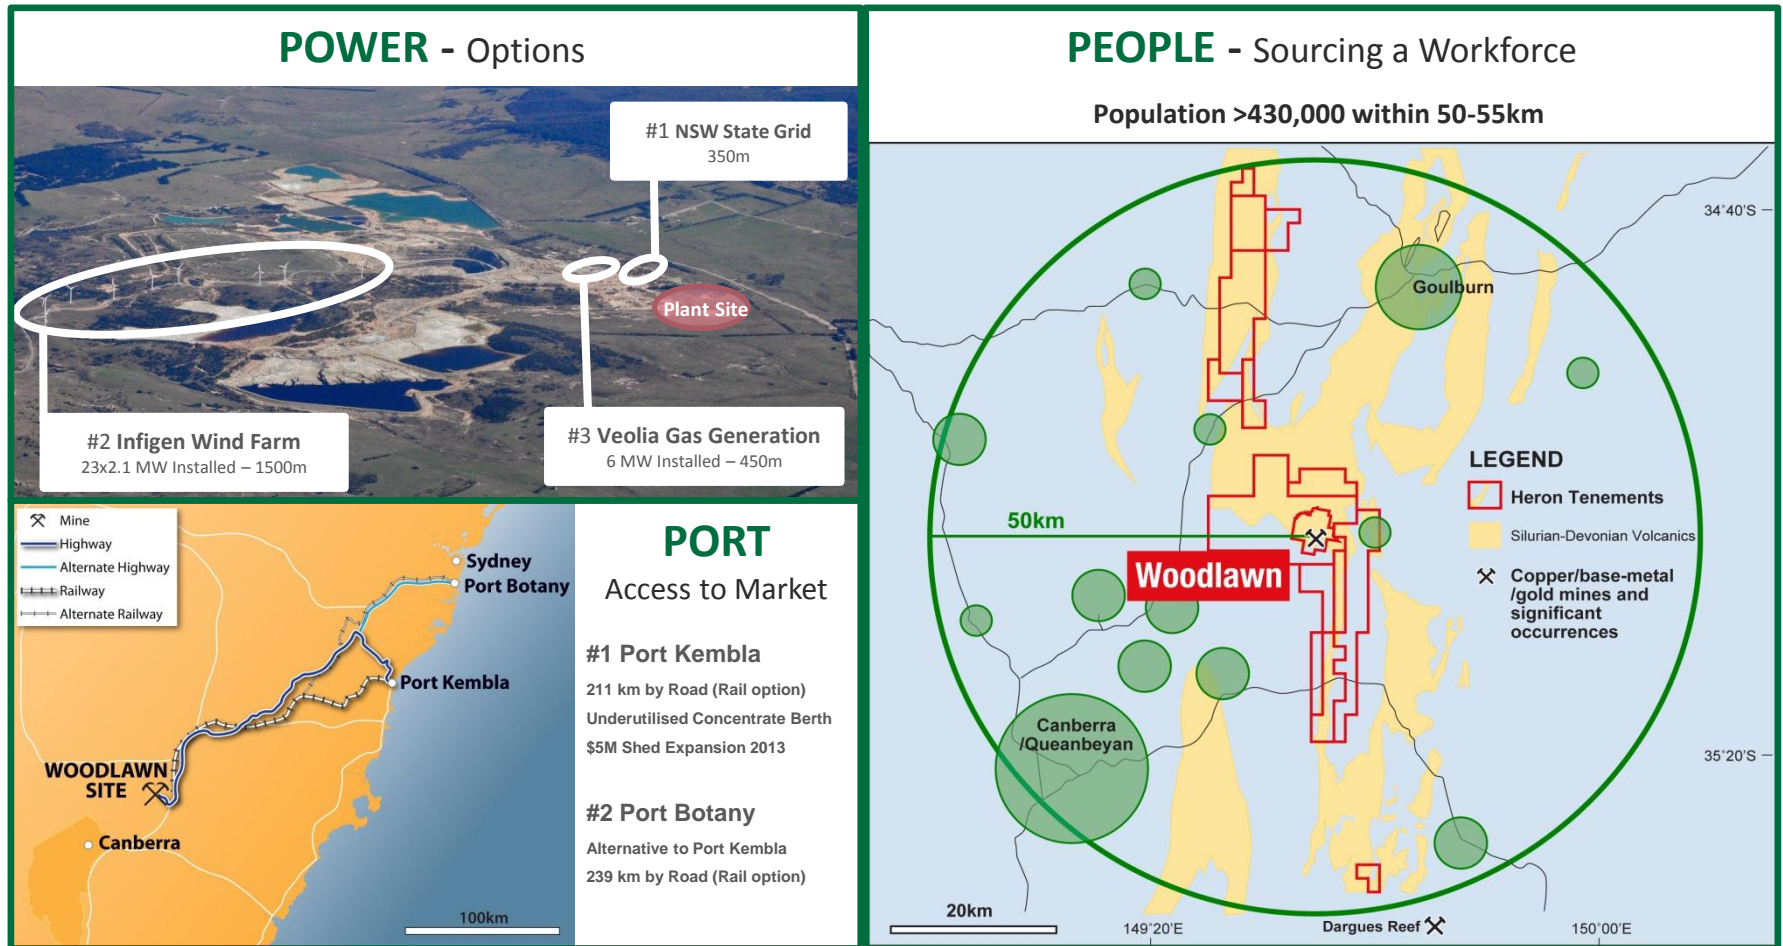 POWER - Options
#1 NSW State Grid
350m
Plant Site
#2 Infigen Wind Farm
23x2.1 MW Installed – 1500m
#3 Veolia Gas Generation
6 MW Installed – 450m
Mine
Highway
Alternate Highway
Railway
Alternate Railway
Sydney
Port Botany
Port Kembla
WOODLAWN
SITE
Canberra
100km
PORT
Access to Market
#1 Port Kembla
211 km by Road (Rail option)
Underutilised Concentrate Berth
$5M Shed Expansion 2013
#2 Port Botany
Alternative to Port Kembla
239 km by Road (Rail option)
PEOPLE - Sourcing a Workforce
Population >430,000 within 50-55km
34°40'S
Goulburn
LEGEND
Heron Tenements
Silurian-Devonian Volcanics
Copper/base-metal
/gold mines and
significant
occurrences
50km
Woodlawn
Canberra
/Queanbeyan
35°20'S
20km
149°20'E
Dargues Reef
150°00'E